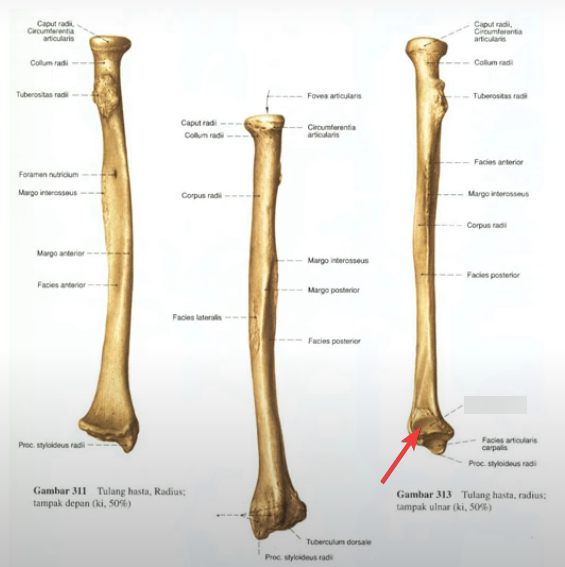 Caput radii,
Circumferentia
articularis
Collum radii
Tuberositas radii
Foramen nutricium
Margo interosseus
Margo anterior
Facies anterior
Proc. styloideus radii
Gambar 311 Tulang hasta, Radius;
tampak depan (ki, 50%)
Fovea articularis
Caput radii
Collum radii
Circumferentia
articularis
Corpus radii
Margo interosseus
Margo posterior
Facies lateralis
Facies posterior
Tuberculum dorsale
Proc. styloideus radii
Caput radii,
Circumferentia
articularis
Collum radii
Tuberositas radii
Facies anterior
Margo interosseus
Corpus radii
Facies posterior
Facies articularis
carpalis
Proc. styloideus radii
Gambar 313 Tulang hasta, radius;
tampak ulnar (ki, 50%)